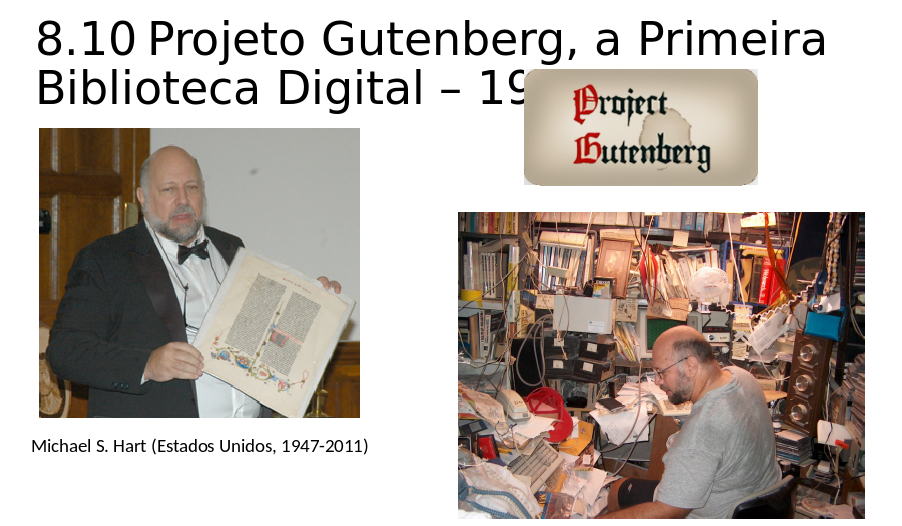 8.10 Projeto Gutenberg, a Primeira
Biblioteca Digital – 19
Project
Gutenberg
Michael S. Hart (Estados Unidos, 1947-2011)